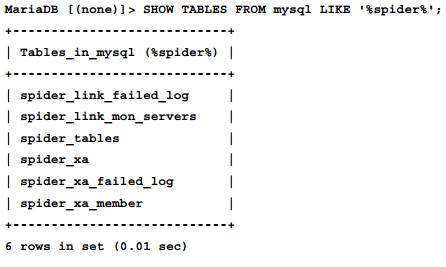 MariaDB [(none)]> SHOW TABLES FROM mysql LIKE '%spider%';
+----------------------------+
| Tables_in_mysql (%spider%) |
+----------------------------+
| spider_link_failed_log     |
| spider_link_mon_servers    |
| spider_tables              |
| spider_xa                  |
| spider_xa_failed_log       |
| spider_xa_member           |
+----------------------------+
6 rows in set (0.01 sec)